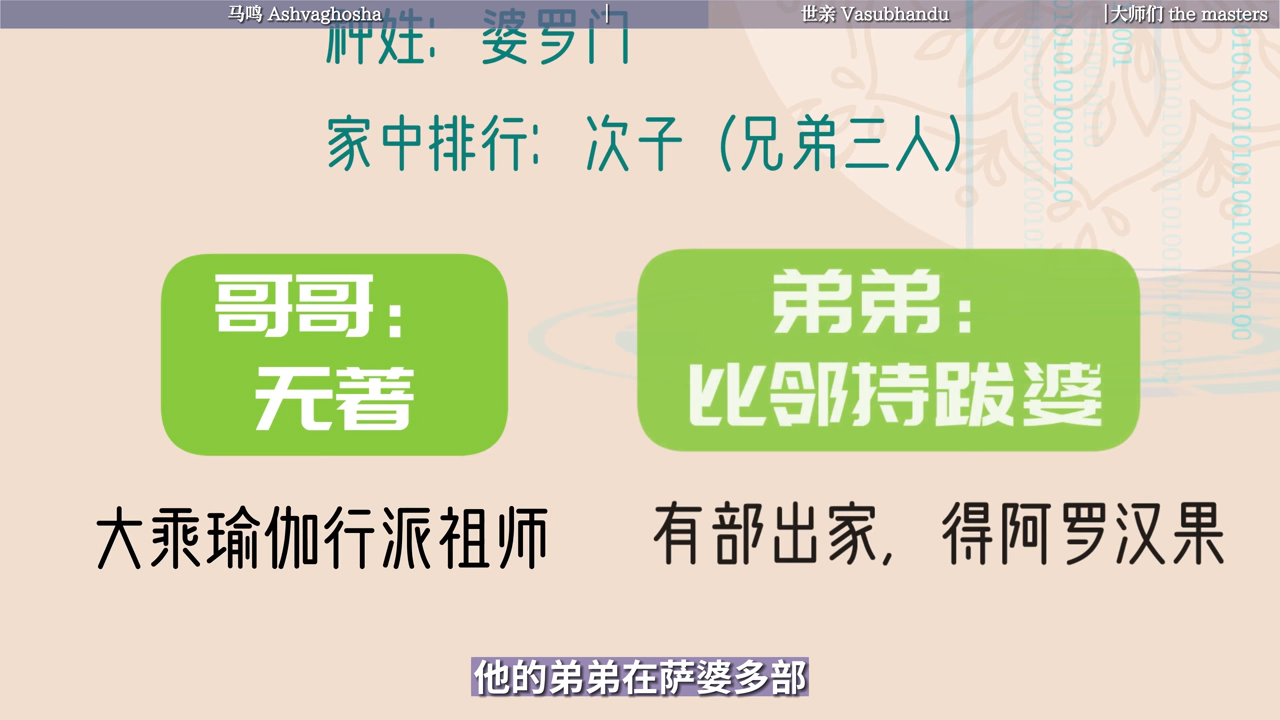 马鸣 Ashvaghosha | 世亲 Vasubhandu |大师们 the masters
种姓：婆罗门
家中排行：次子（兄弟三人）
哥哥：
无著
弟弟：
比邻持跋婆
大乘瑜伽行派祖师
有部出家，得阿罗汉果
他的弟弟在萨婆多部